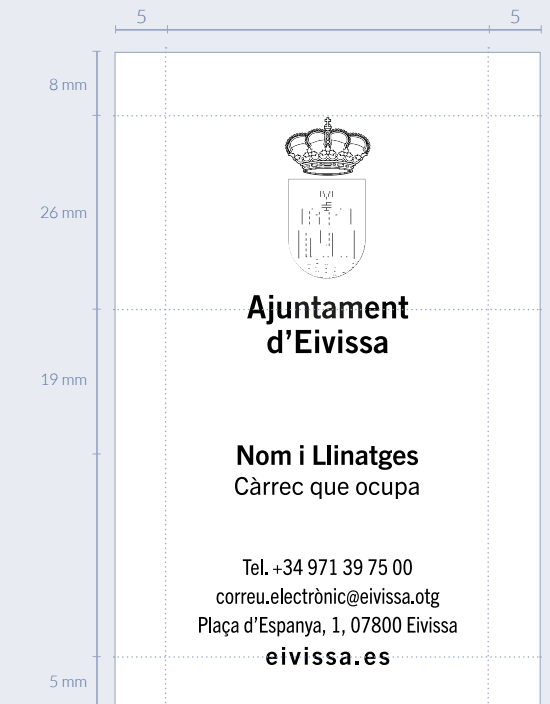 5 5
8 mm
26 mm
Ajuntament
d’Eivissa
19 mm
Nom i Llinatges
Càrrec que ocupa
Tel. +34 971 39 75 00
correu.electrònic@eivissa.otg
Plaça d’Espanya, 1, 07800 Eivissa
eivissa.es
5 mm